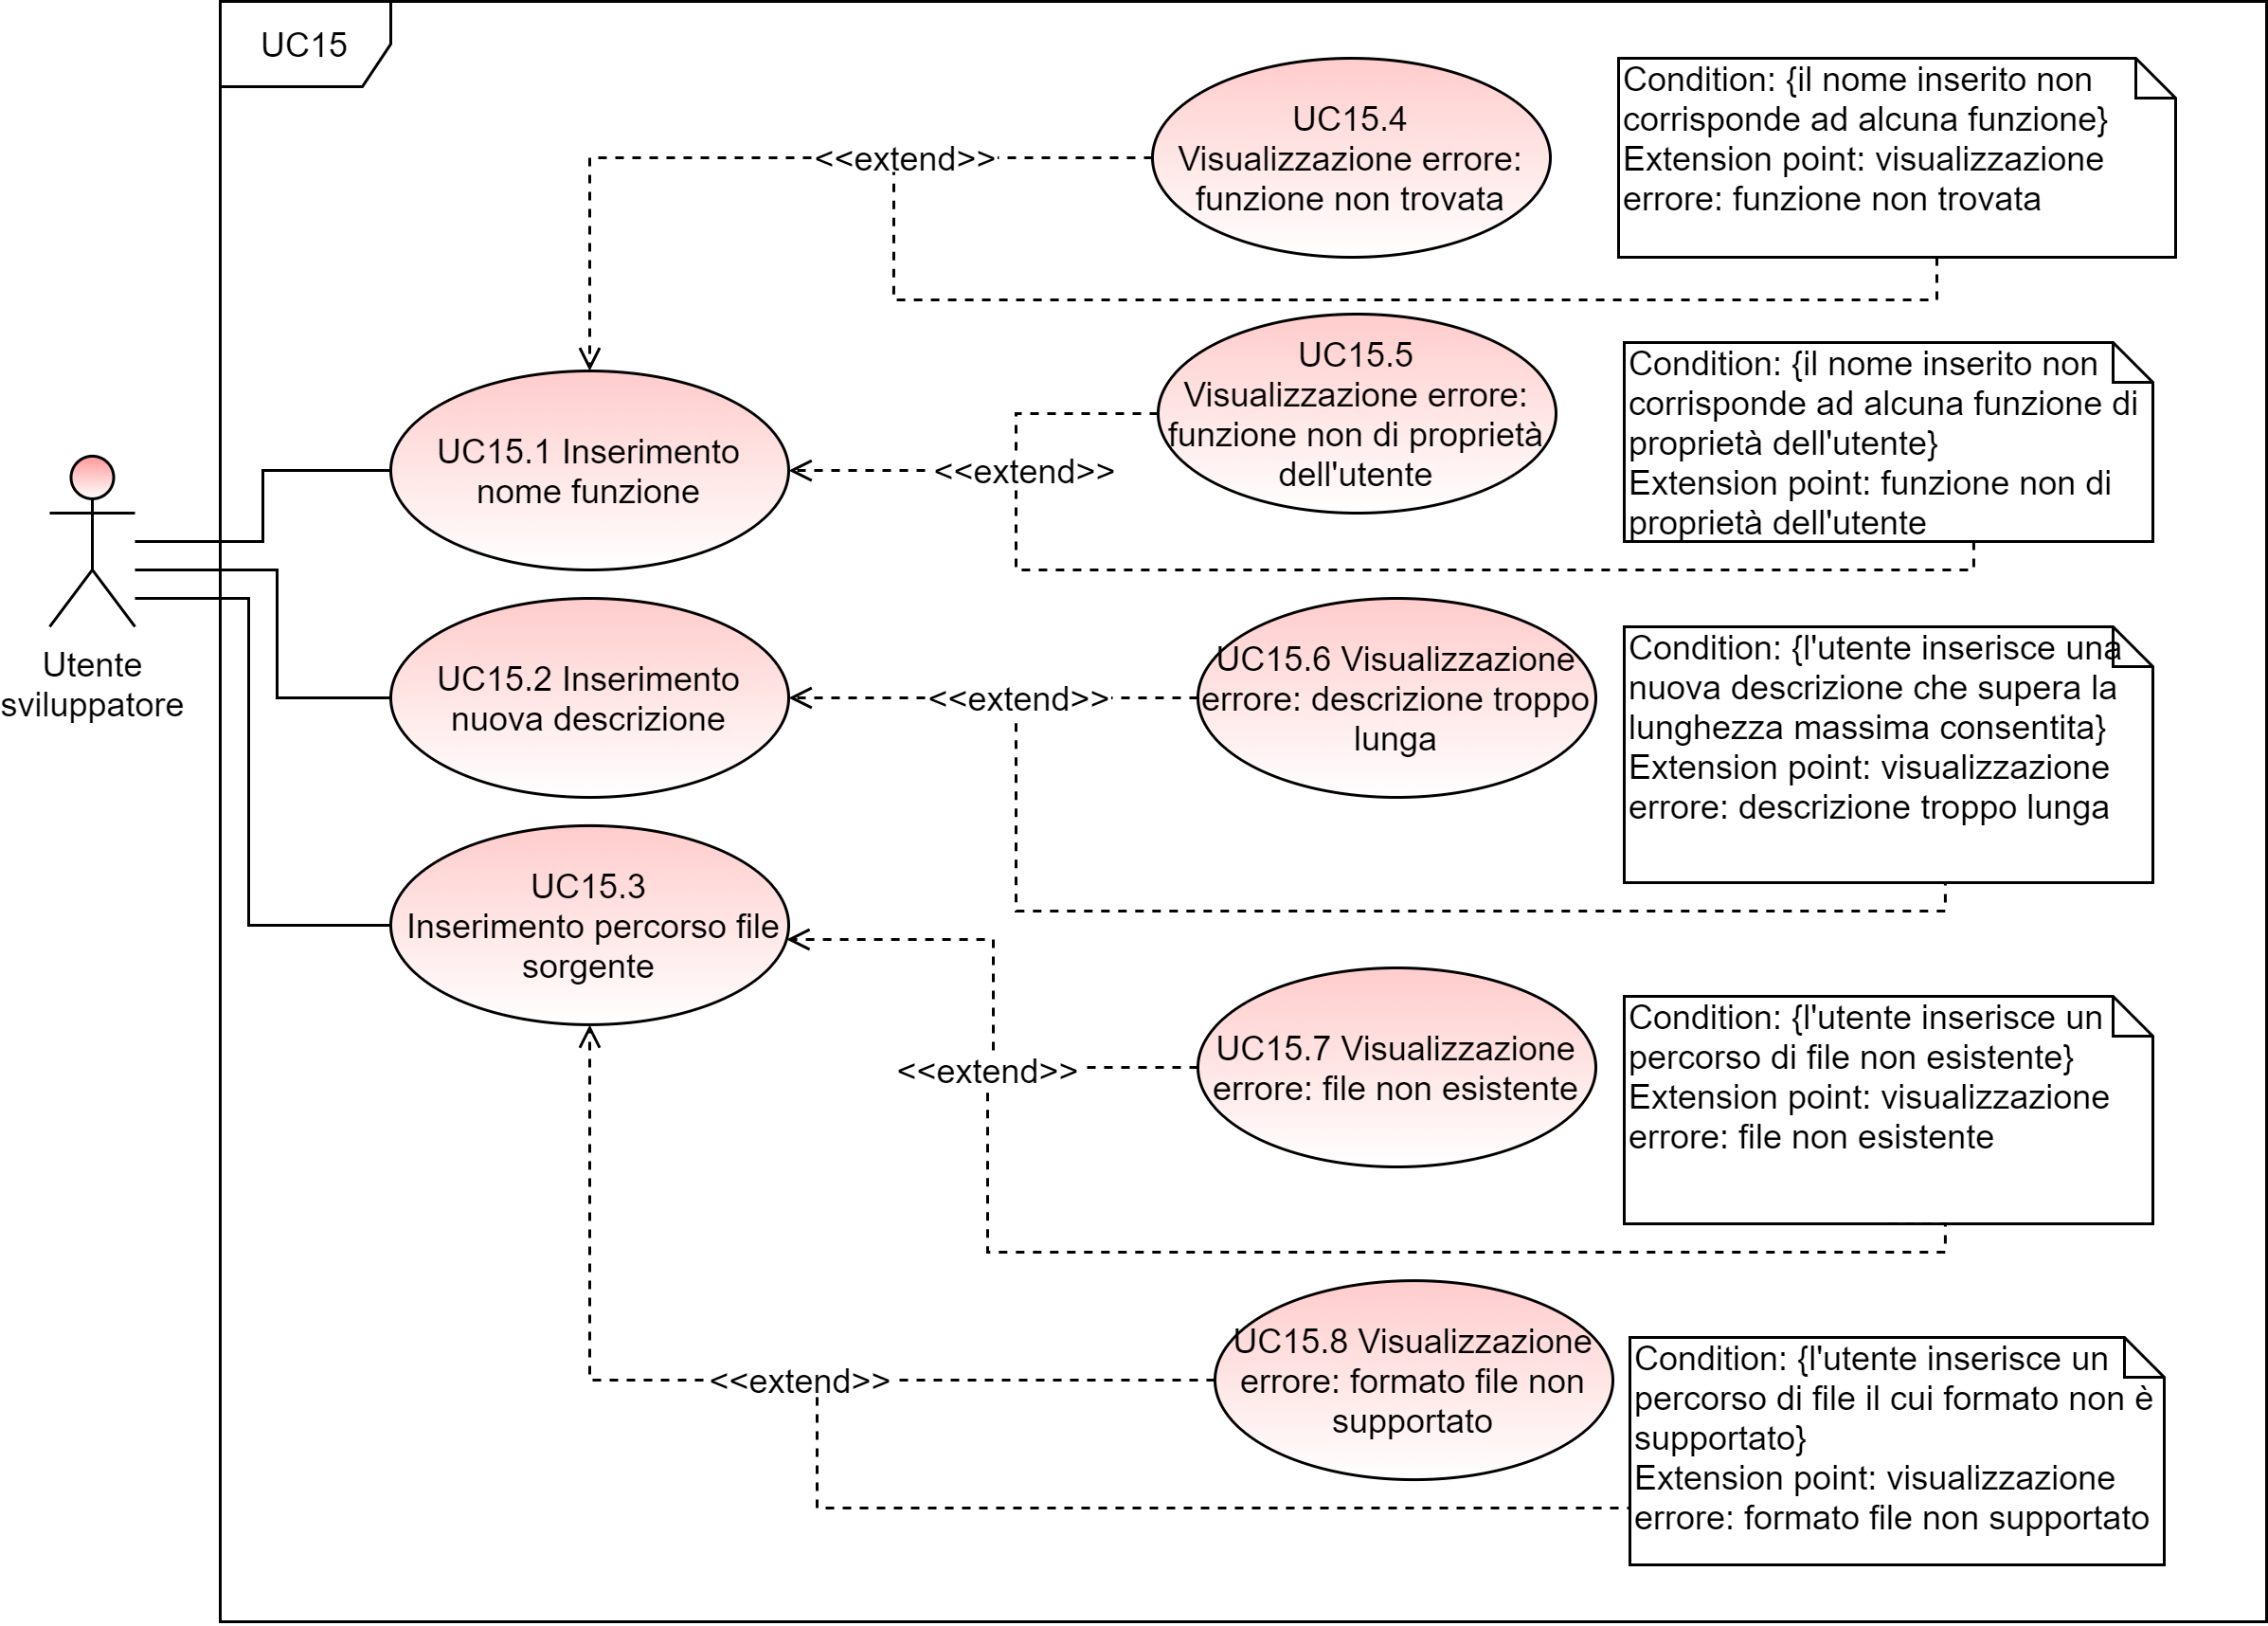 UC15
UC15.4
Visualizzazione errore:
funzione non trovata
<<extend>>
Condition: {il nome inserito non
corrisponde ad alcuna funzione}
Extension point: visualizzazione
errore: funzione non trovata
UC15.5
Visualizzazione errore:
funzione non di proprietà
dell'utente
<<extend>>
Condition: {il nome inserito non
corrisponde ad alcuna funzione di
proprietà dell'utente}
Extension point: funzione non di
proprietà dell'utente
UC15.1 Inserimento
nome funzione
Utente
sviluppatore
UC15.2 Inserimento
nuova descrizione
<<extend>>
UC15.6 Visualizzazione
errore: descrizione troppo
lunga
Condition: {l'utente inserisce una
nuova descrizione che supera la
lunghezza massima consentita}
Extension point: visualizzazione
errore: descrizione troppo lunga
UC15.3
Inserimento percorso file
sorgente
<<extend>>
UC15.7 Visualizzazione
errore: file non esistente
Condition: {l'utente inserisce un
percorso di file non esistente}
Extension point: visualizzazione
errore: file non esistente
<<extend>>
UC15.8 Visualizzazione
errore: formato file non
supportato
Condition: {l'utente inserisce un
percorso di file il cui formato non è
supportato}
Extension point: visualizzazione
errore: formato file non supportato